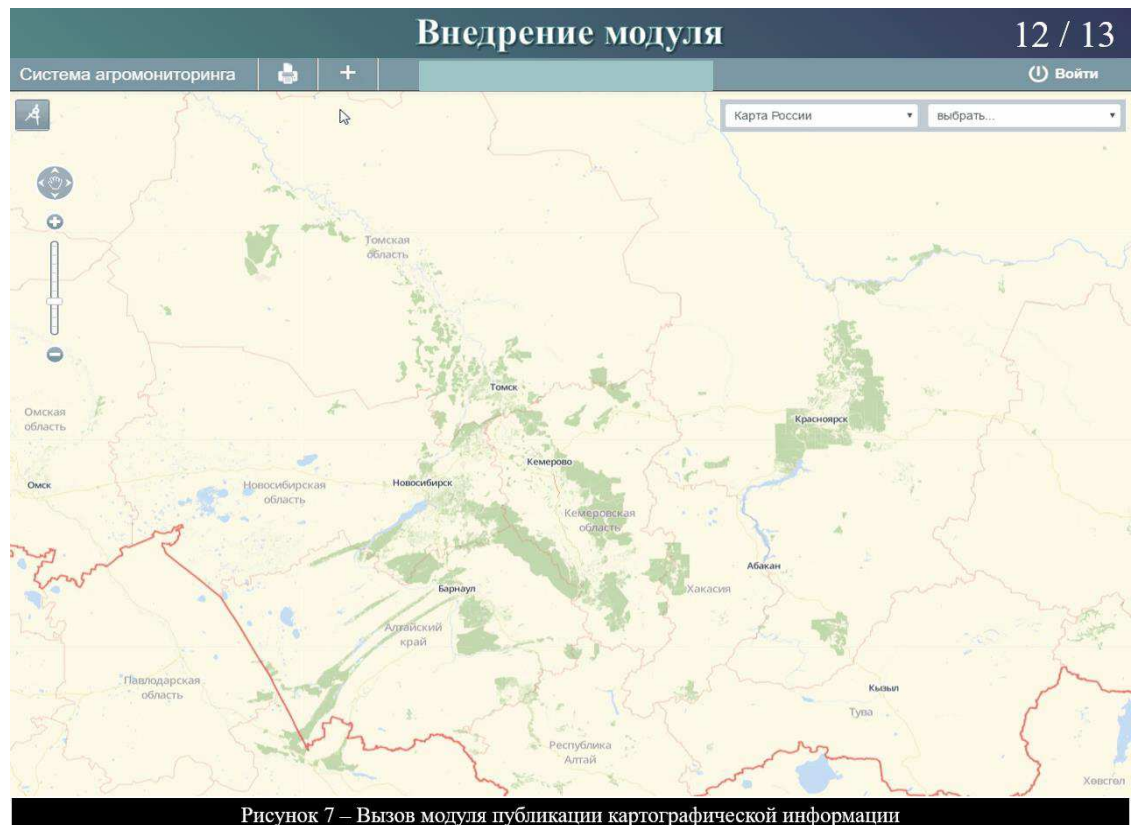 Внедрение модуля
12 / 13
Система агромониторинга
+
Войти
Карта России
выбрать...
Томская
область
Томск
Омская
область
Красноярск
Кемерово
Омск
Новосибирская
область
Новосибирск
Кемеровская
область
Абакан
Барнаул
Хакасия
Алтайский
край
Павлодарская
область
Кызыл
Тува
Республика
Алтай
Хөвсгөл
Рисунок 7 – Вызов модуля публикации картографической информации